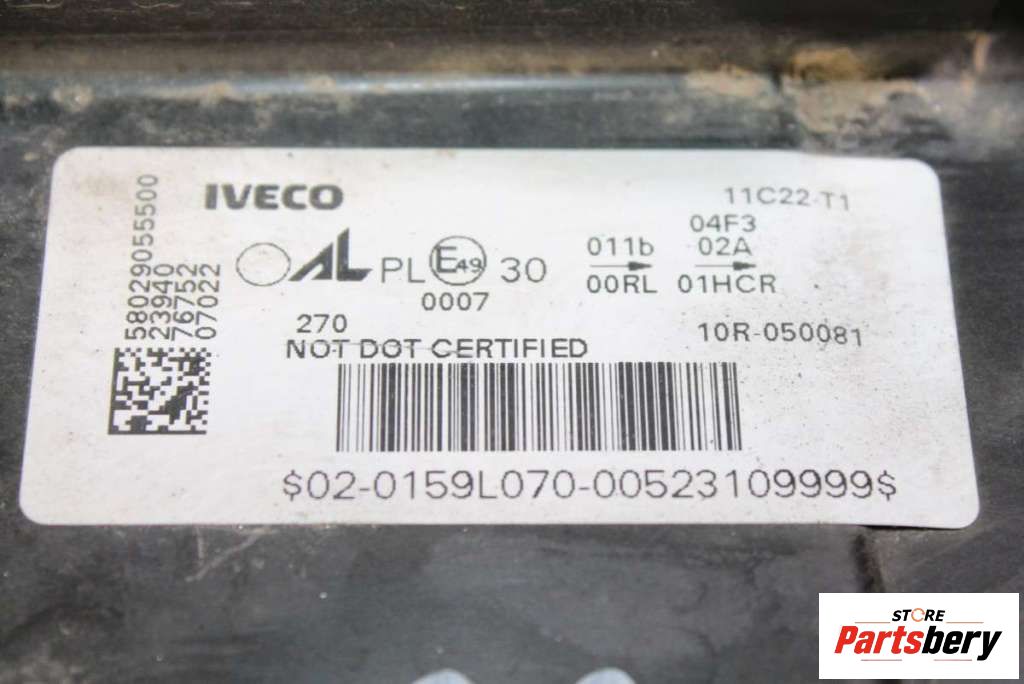 58029055500
23940
76752
07022
IVECO
11C22-T1
04F3
AL PL E49 30
011b 02A
00RL 01HCR
0007
270
10R-050081
NOT DOT CERTIFIED
$02-0159L070-00523109999$
STORE
Partsbery